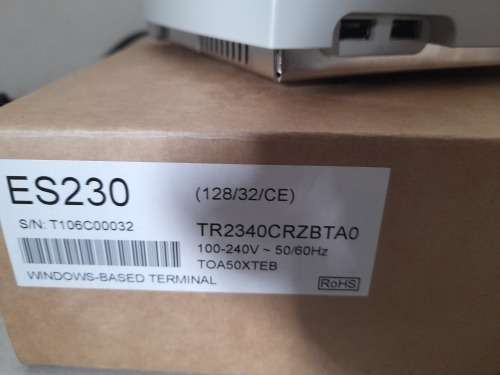 ES230 (128/32/CE)
S/N: T106C00032 TR2340CRZBTA0
100-240V ~ 50/60Hz
TOA50XTEB
WINDOWS-BASED TERMINAL RoHS